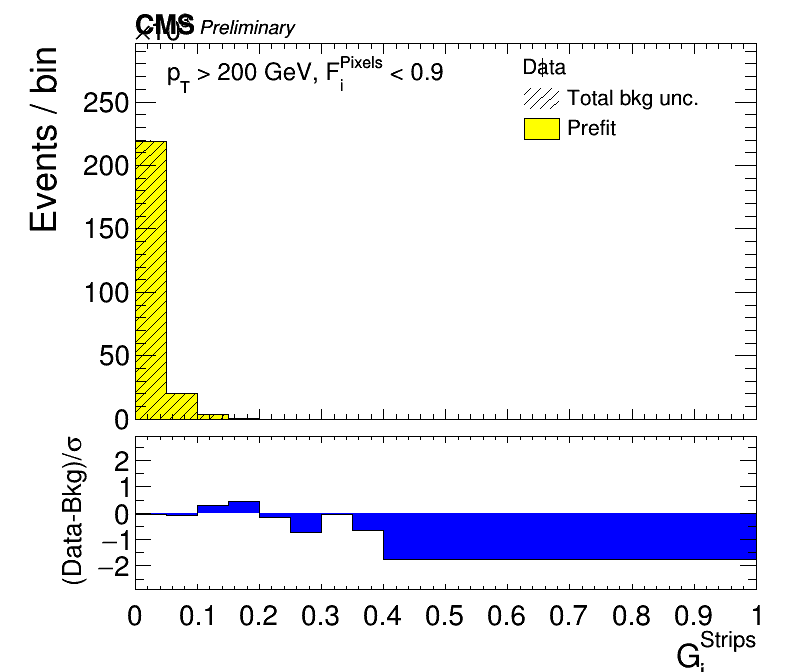 CMS Preliminary
×10³
p_T > 200 GeV, F_i^Pixels < 0.9
Data
Total bkg unc.
Prefit
Events / bin
250
200
150
100
50
0
(Data-Bkg)/σ
2
1
0
−1
−2
0 0.1 0.2 0.3 0.4 0.5 0.6 0.7 0.8 0.9 1
G_i^Strips